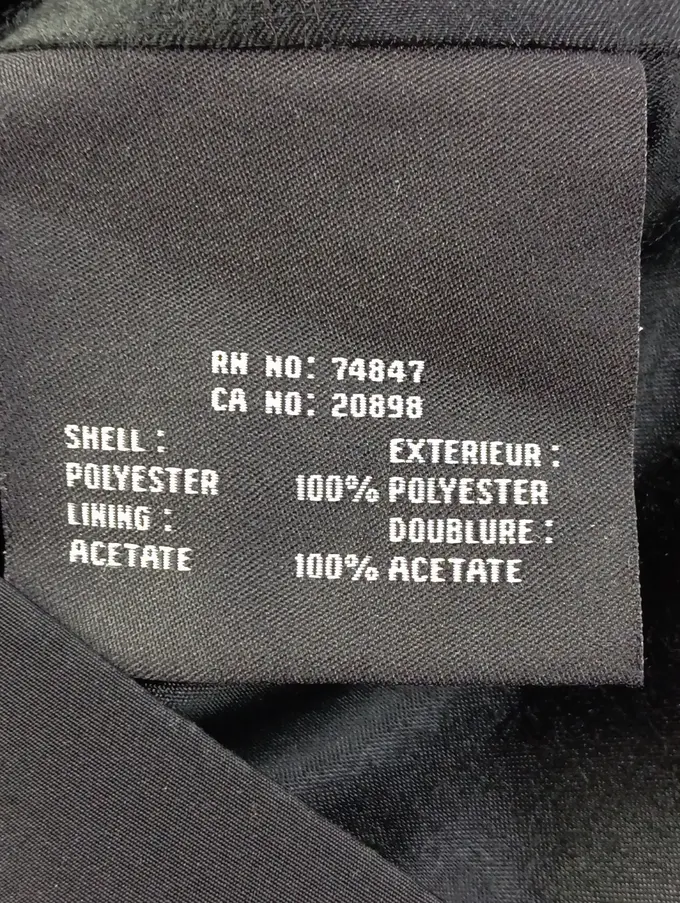 RN NO: 74847
CA NO: 20898
SHELL : EXTERIEUR :
POLYESTER 100% POLYESTER
LINING : DOUBLURE :
ACETATE 100% ACETATE